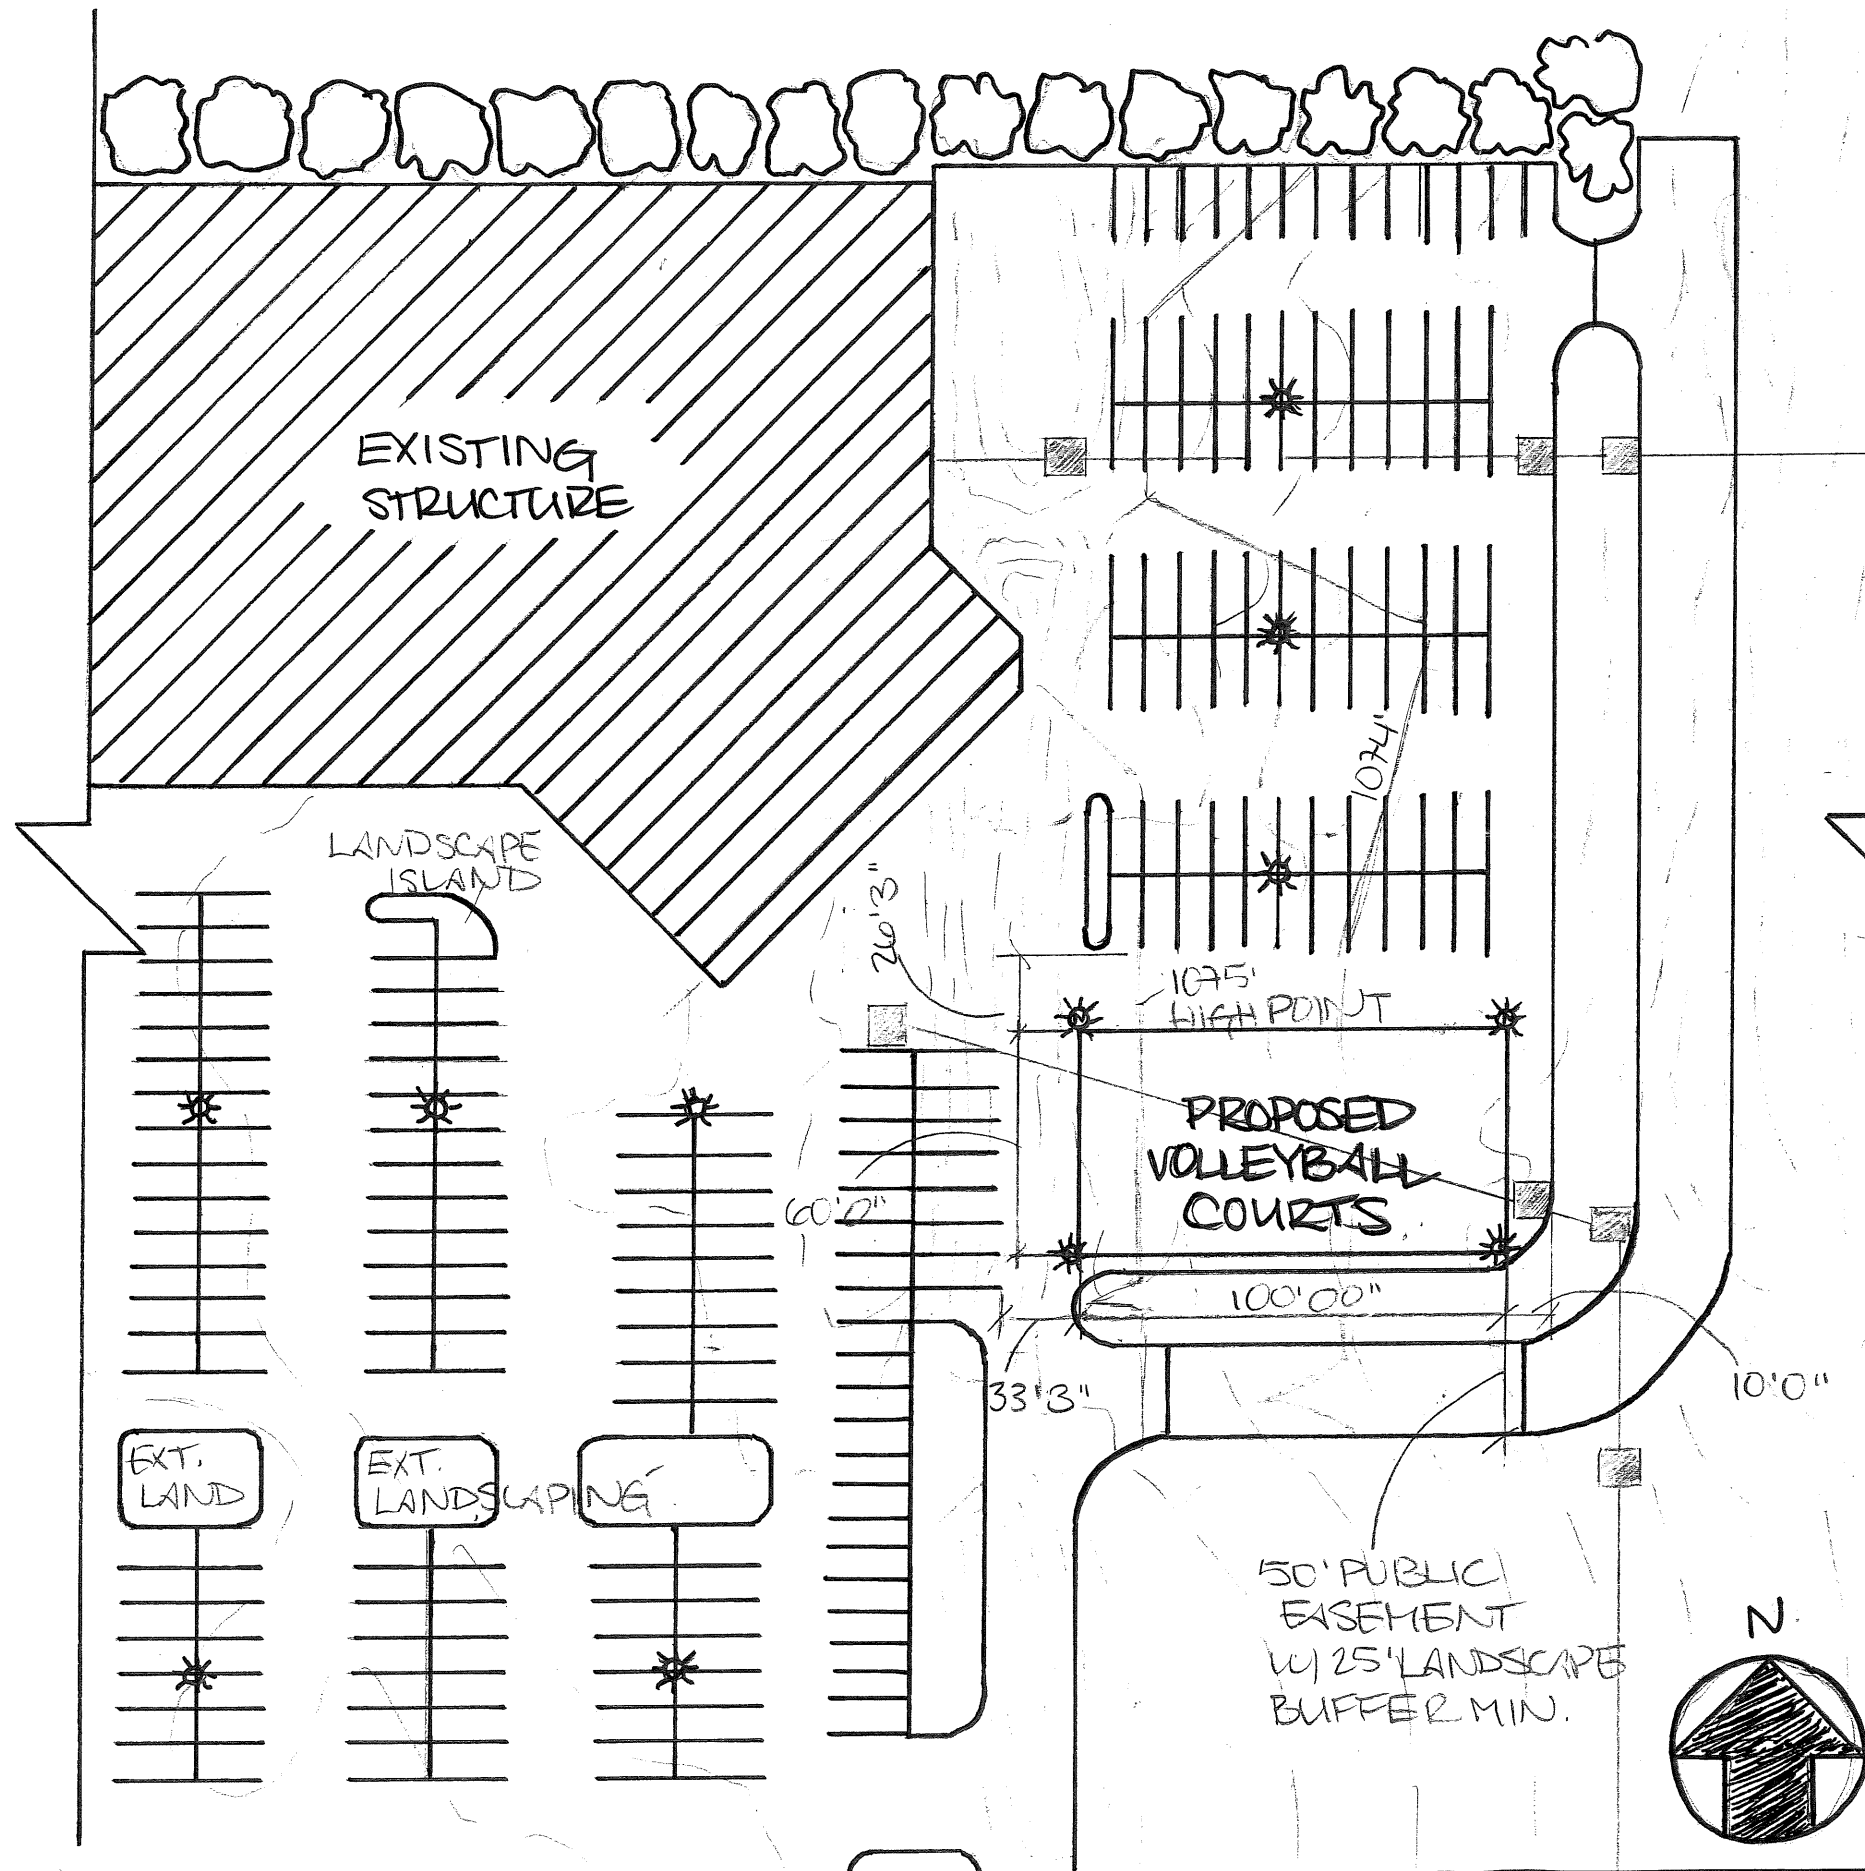 EXISTING
STRUCTURE
LANDSCAPE
ISLAND
1074'
26'3"
1075'
HIGH POINT
PROPOSED
VOLLEYBALL
COURTS
60'0"
100'00"
33'3"
10'0"
EXT.
LAND
EXT.
LANDSCAPING
50' PUBLIC
EASEMENT
W/ 25' LANDSCAPE
BUFFER MIN.
N